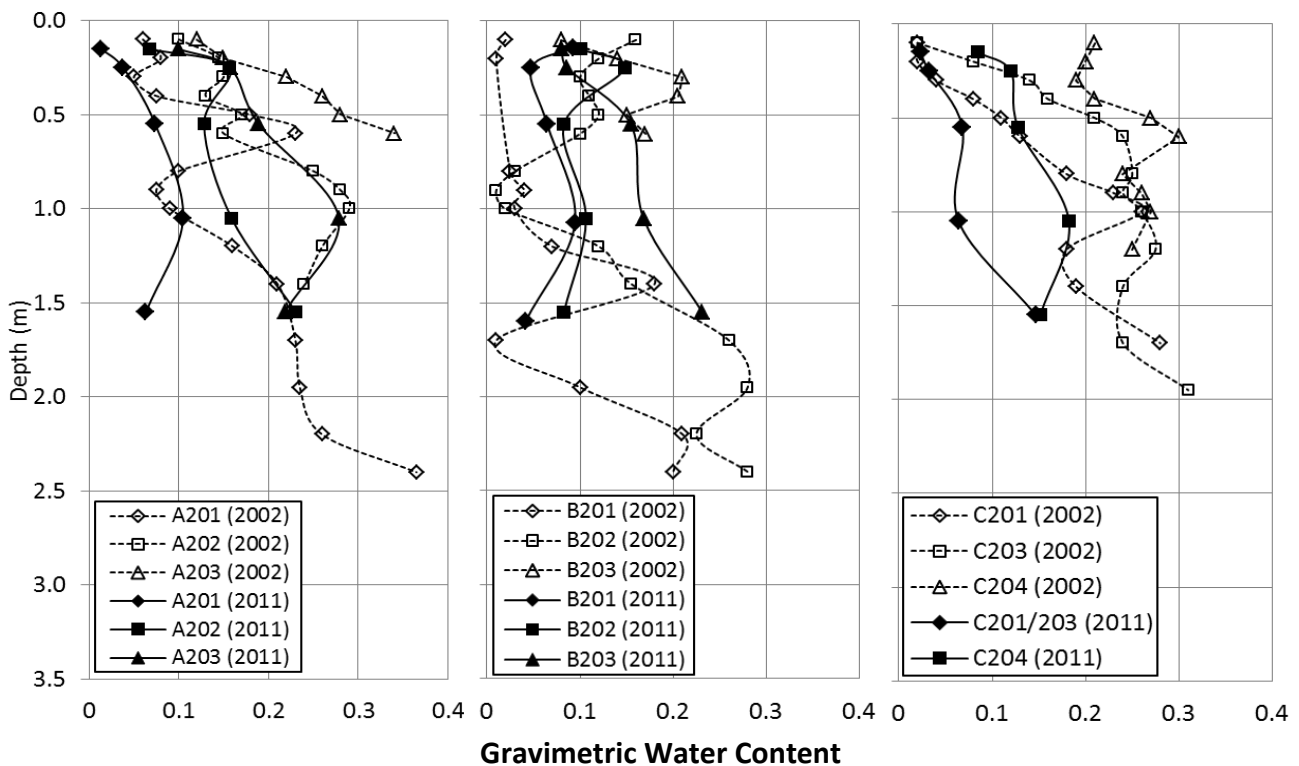 0.0
0.5
1.0
1.5
2.0
2.5
3.0
3.5
Depth (m)
A201 (2002)
A202 (2002)
A203 (2002)
A201 (2011)
A202 (2011)
A203 (2011)
0 0.1 0.2 0.3 0.4
B201 (2002)
B202 (2002)
B203 (2002)
B201 (2011)
B202 (2011)
B203 (2011)
0 0.1 0.2 0.3 0.4
C201 (2002)
C203 (2002)
C204 (2002)
C201/203 (2011)
C204 (2011)
0 0.1 0.2 0.3 0.4
Gravimetric Water Content